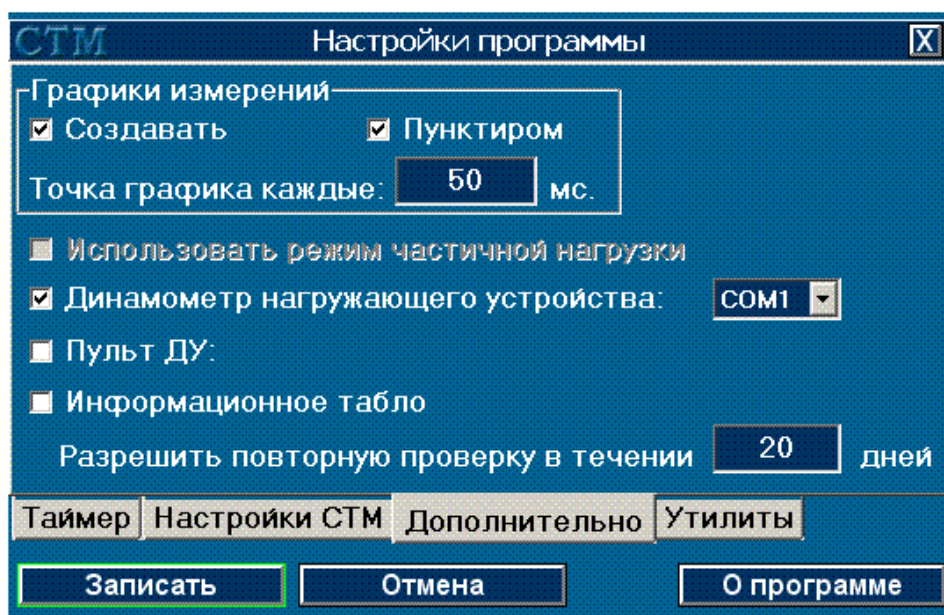 СТМ Настройки программы X
Графики измерений
Создавать Пунктиром
Точка графика каждые: 50 мс.
Использовать режим частичной нагрузки
Динамометр нагружающего устройства: COM1
Пульт ДУ:
Информационное табло
Разрешить повторную проверку в течении 20 дней
Таймер Настройки СТМ Дополнительно Утилиты
Записать Отмена О программе